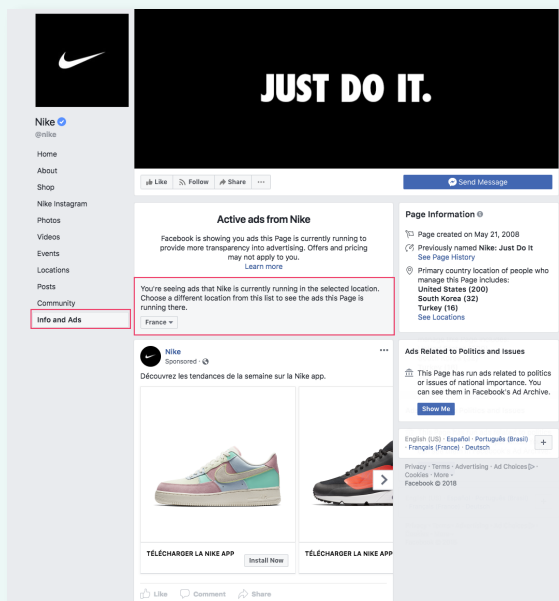 JUST DO IT.
Nike
@nike
Home
About
Shop
Nike Instagram
Photos
Videos
Events
Locations
Posts
Community
Info and Ads
Like
Follow
Share
Send Message
Active ads from Nike
Facebook is showing you ads this Page is currently running to
provide more transparency into advertising. Offers and pricing
may not apply to you.
Learn more
You're seeing ads that Nike is currently running in the selected location.
Choose a different location from this list to see the ads this Page is
running there.
France
Nike
Sponsored ·
Découvrez les tendances de la semaine sur la Nike app.
TÉLÉCHARGER LA NIKE APP
Install Now
TÉLÉCHARGER LA NIKE APP
Like
Comment
Share
Page Information
Page created on May 21, 2008
Previously named Nike: Just Do It
See Page History
Primary country location of people who
manage this Page includes:
United States (200)
South Korea (32)
Turkey (16)
See Locations
Ads Related to Politics and Issues
This Page has run ads related to politics
or issues of national importance. You
can see them in Facebook's Ad Archive.
Show Me
English (US) · Español · Português (Brasil)
· Français (France) · Deutsch
Privacy · Terms · Advertising · Ad Choices ·
Cookies · More
Facebook © 2018